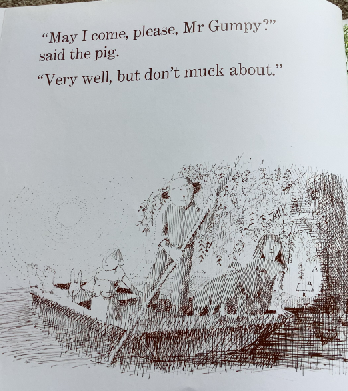 “May I come, please, Mr Gumpy?”
said the pig.
“Very well, but don’t muck about.”